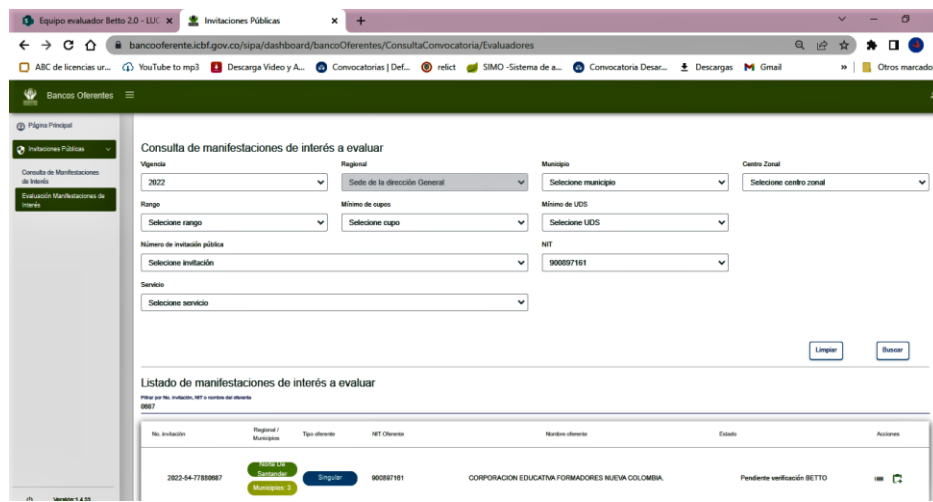 Equipo evaluador Betto 2.0 - LUC
Invitaciones Públicas
bancooferente.icbf.gov.co/sipa/dashboard/bancoOferentes/ConsultaConvocatoria/Evaluadores
ABC de licencias ur... YouTube to mp3 Descarga Video y A... Convocatorias | Def... relict SIMO -Sistema de a... Convocatoria Desar... Descargas Gmail » Otros marcado
Bancos Oferentes
Página Principal
Invitaciones Públicas
Consulta de Manifestaciones
de Interés
Evaluación Manifestaciones de
Interés
Versión: 1.4.33
Consulta de manifestaciones de interés a evaluar
Vigencia Regional Municipio Centro Zonal
2022 Sede de la dirección General Selecione municipio Selecione centro zonal
Rango Mínimo de cupos Mínimo de UDS
Selecione rango Selecione cupo Selecione UDS
Número de invitación pública NIT
Selecione invitación 900897161
Servicio
Selecione servicio
Limpiar Buscar
Listado de manifestaciones de interés a evaluar
Filtrar por No. invitación, NIT o nombre del oferente
0687
No. invitación Regional / Municipios Tipo oferente NIT Oferente Nombre oferente Estado Acciones
2022-54-77880687 Norte De Santander Municipios: 3 Singular 900897161 CORPORACION EDUCATIVA FORMADORES NUEVA COLOMBIA. Pendiente verificación BETTO